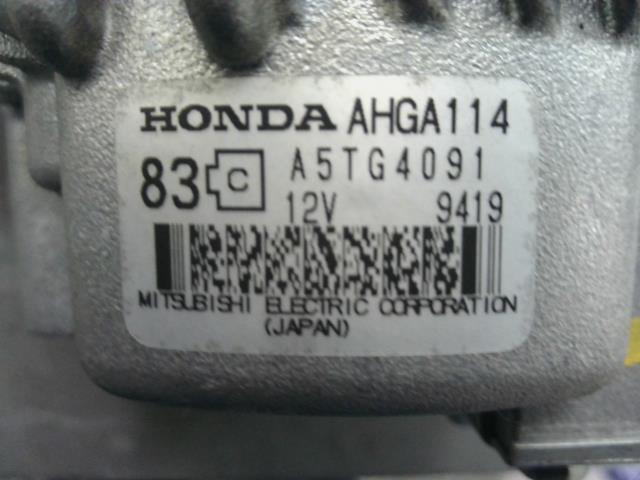 HONDA AHGA114
83 C A5TG4091
12V 9419
MITSUBISHI ELECTRIC CORPORATION
(JAPAN)